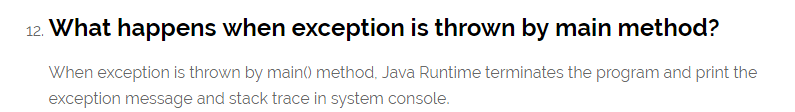 12. What happens when exception is thrown by main method?
When exception is thrown by main() method, Java Runtime terminates the program and print the
exception message and stack trace in system console.